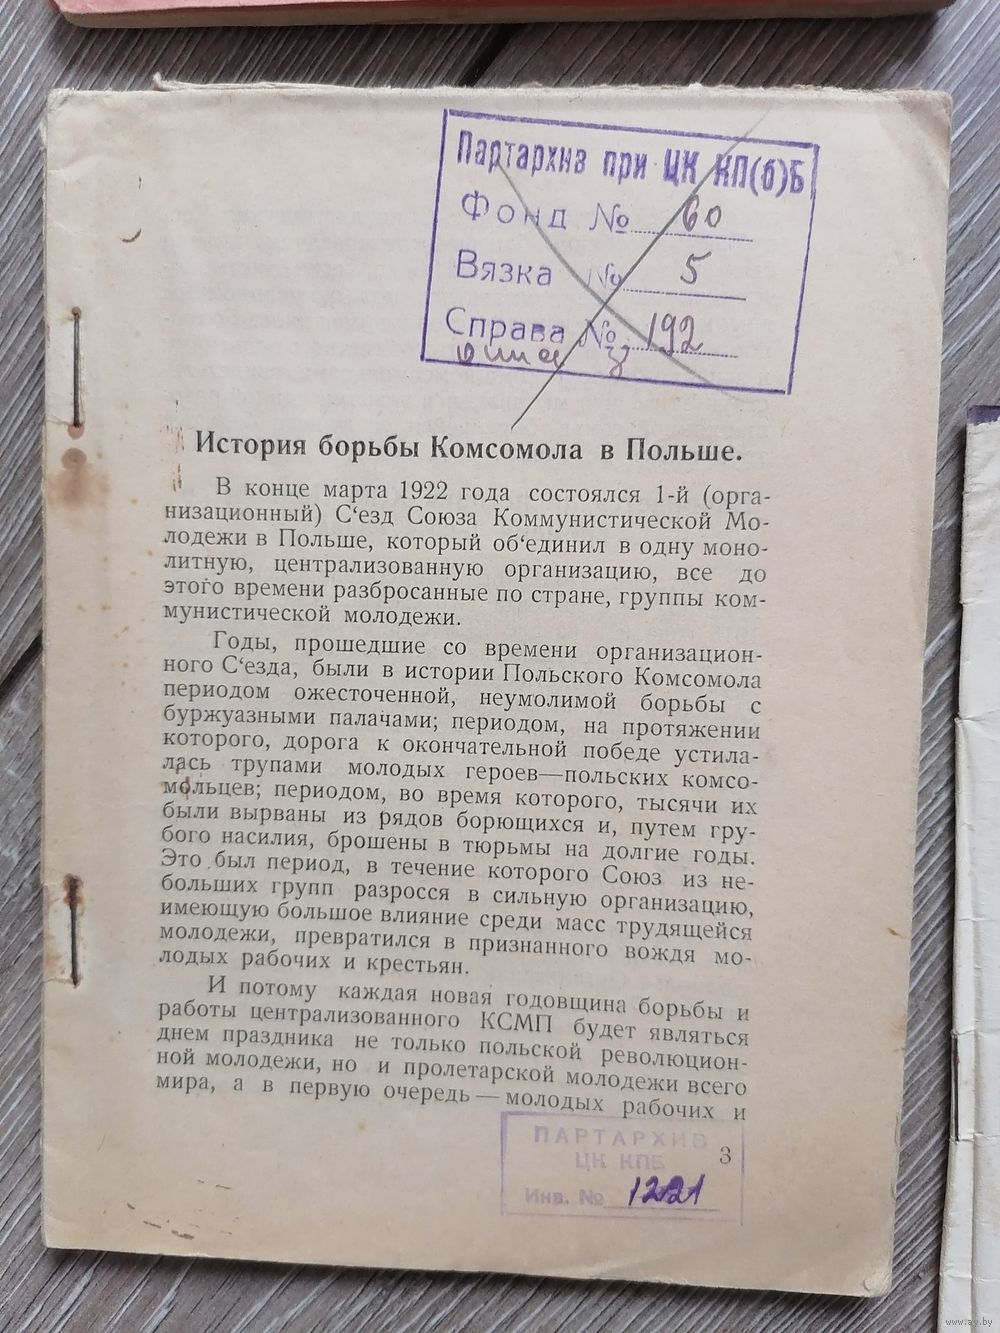 Партархив при ЦК КП(б)Б
Фонд № 60
Вязка № 5
Справа № 192
История борьбы Комсомола в Польше.
В конце марта 1922 года состоялся 1-й (орга-
низационный) С‘езд Союза Коммунистической Мо-
лодежи в Польше, который об‘единил в одну моно-
литную, централизованную организацию, все до
этого времени разбросанные по стране, группы ком-
мунистической молодежи.
Годы, прошедшие со времени организацион-
ного С‘езда, были в истории Польского Комсомола
периодом ожесточенной, неумолимой борьбы с
буржуазными палачами; периодом, на протяжении
которого, дорога к окончательной победе устила-
лась трупами молодых героев—польских комсо-
мольцев; периодом, во время которого, тысячи их
были вырваны из рядов борющихся и, путем гру-
бого насилия, брошены в тюрьмы на долгие годы.
Это был период, в течение которого Союз из не-
больших групп разросся в сильную организацию,
имеющую большое влияние среди масс трудящейся
молодежи, превратился в признанного вождя мо-
лодых рабочих и крестьян.
И потому каждая новая годовщина борьбы и
работы централизованного КСМП будет являться
днем праздника не только польской революцион-
ной молодежи, но и пролетарской молодежи всего
мира, а в первую очередь — молодых рабочих и
3
ПАРТАРХИВ
ЦК КПБ
Инв. № 1221
www.ay.by